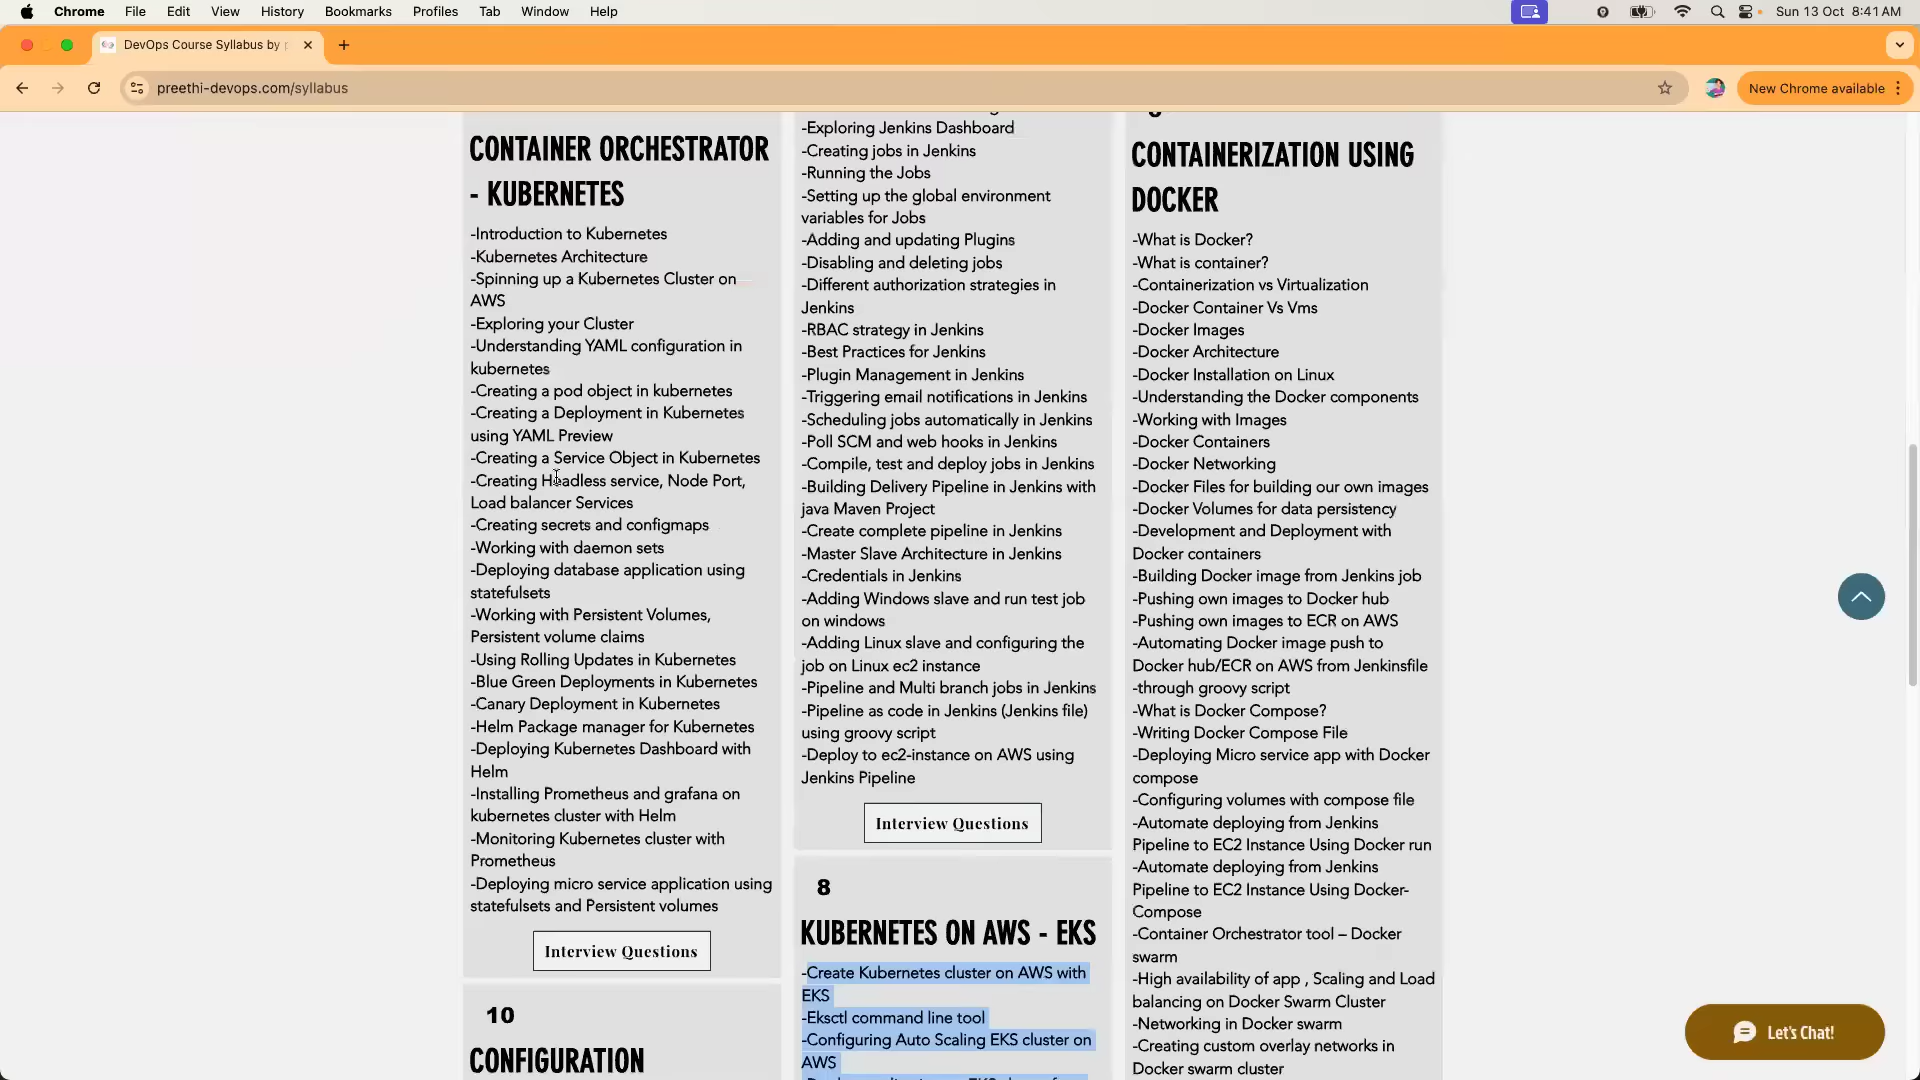 Chrome File Edit View History Bookmarks Profiles Tab Window Help
Sun 13 Oct 8:41 AM
DevOps Course Syllabus by
preethi-devops.com/syllabus
New Chrome available
CONTAINER ORCHESTRATOR
- KUBERNETES
-Introduction to Kubernetes
-Kubernetes Architecture
-Spinning up a Kubernetes Cluster on
AWS
-Exploring your Cluster
-Understanding YAML configuration in
kubernetes
-Creating a pod object in kubernetes
-Creating a Deployment in Kubernetes
using YAML Preview
-Creating a Service Object in Kubernetes
-Creating Headless service, Node Port,
Load balancer Services
-Creating secrets and configmaps
-Working with daemon sets
-Deploying database application using
statefulsets
-Working with Persistent Volumes,
Persistent volume claims
-Using Rolling Updates in Kubernetes
-Blue Green Deployments in Kubernetes
-Canary Deployment in Kubernetes
-Helm Package manager for Kubernetes
-Deploying Kubernetes Dashboard with
Helm
-Installing Prometheus and grafana on
kubernetes cluster with Helm
-Monitoring Kubernetes cluster with
Prometheus
-Deploying micro service application using
statefulsets and Persistent volumes
Interview Questions
10
CONFIGURATION
-Exploring Jenkins Dashboard
-Creating jobs in Jenkins
-Running the Jobs
-Setting up the global environment
variables for Jobs
-Adding and updating Plugins
-Disabling and deleting jobs
-Different authorization strategies in
Jenkins
-RBAC strategy in Jenkins
-Best Practices for Jenkins
-Plugin Management in Jenkins
-Triggering email notifications in Jenkins
-Scheduling jobs automatically in Jenkins
-Poll SCM and web hooks in Jenkins
-Compile, test and deploy jobs in Jenkins
-Building Delivery Pipeline in Jenkins with
java Maven Project
-Create complete pipeline in Jenkins
-Master Slave Architecture in Jenkins
-Credentials in Jenkins
-Adding Windows slave and run test job
on windows
-Adding Linux slave and configuring the
job on Linux ec2 instance
-Pipeline and Multi branch jobs in Jenkins
-Pipeline as code in Jenkins (Jenkins file)
using groovy script
-Deploy to ec2-instance on AWS using
Jenkins Pipeline
Interview Questions
8
KUBERNETES ON AWS - EKS
-Create Kubernetes cluster on AWS with
EKS
-Eksctl command line tool
-Configuring Auto Scaling EKS cluster on
AWS
CONTAINERIZATION USING
DOCKER
-What is Docker?
-What is container?
-Containerization vs Virtualization
-Docker Container Vs Vms
-Docker Images
-Docker Architecture
-Docker Installation on Linux
-Understanding the Docker components
-Working with Images
-Docker Containers
-Docker Networking
-Docker Files for building our own images
-Docker Volumes for data persistency
-Development and Deployment with
Docker containers
-Building Docker image from Jenkins job
-Pushing own images to Docker hub
-Pushing own images to ECR on AWS
-Automating Docker image push to
Docker hub/ECR on AWS from Jenkinsfile
-through groovy script
-What is Docker Compose?
-Writing Docker Compose File
-Deploying Micro service app with Docker
compose
-Configuring volumes with compose file
-Automate deploying from Jenkins
Pipeline to EC2 Instance Using Docker run
-Automate deploying from Jenkins
Pipeline to EC2 Instance Using Docker-
Compose
-Container Orchestrator tool – Docker
swarm
-High availability of app , Scaling and Load
balancing on Docker Swarm Cluster
-Networking in Docker swarm
-Creating custom overlay networks in
Docker swarm cluster
Let's Chat!